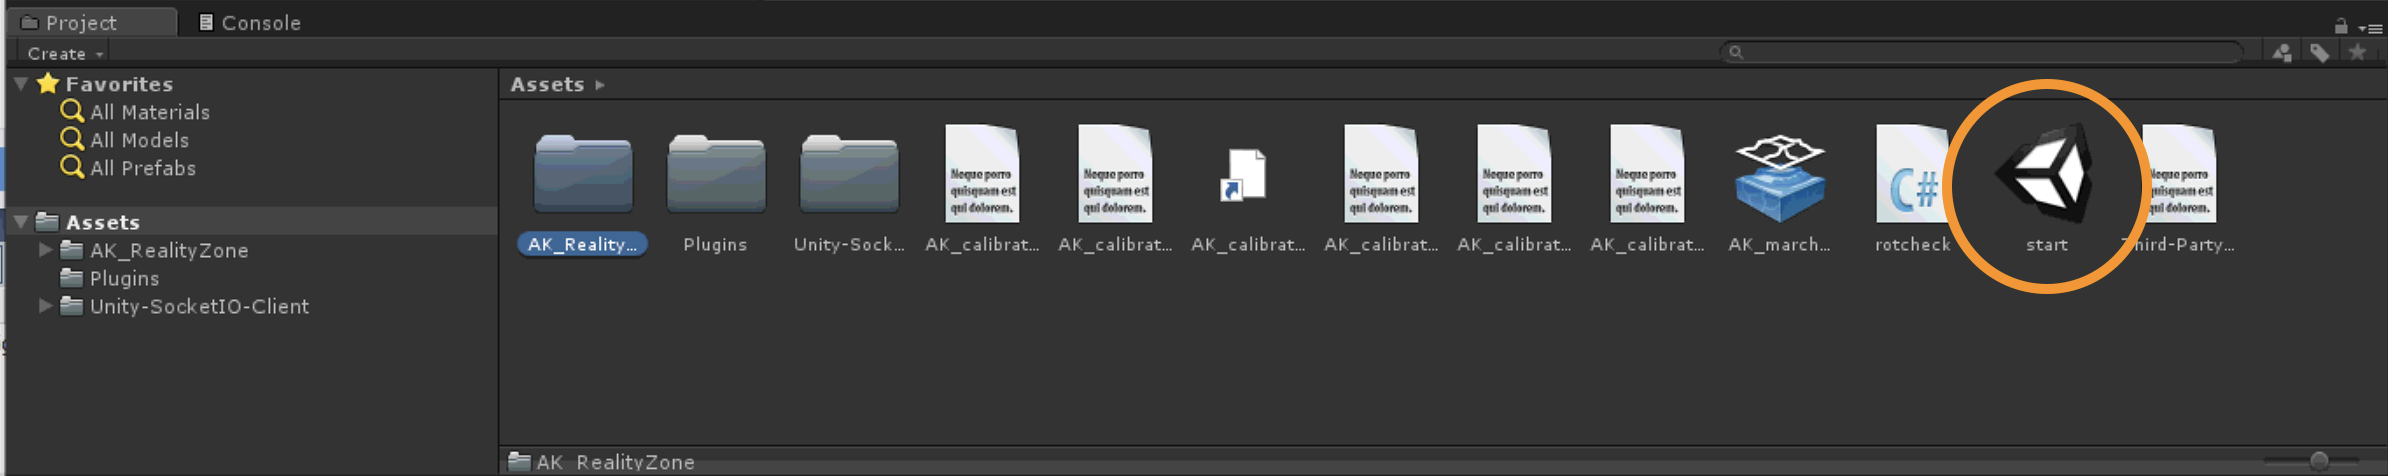 Project
Console
Create
Favorites
All Materials
All Models
All Prefabs
Assets
AK_RealityZone
Plugins
Unity-SocketIO-Client
Assets
Neque porro
quisquam est
qui dolorem.
Neque porro
quisquam est
qui dolorem.
Neque porro
quisquam est
qui dolorem.
Neque porro
quisquam est
qui dolorem.
Neque porro
quisquam est
qui dolorem.
C#
Neque porro
quisquam est
qui dolorem.
AK_Reality...
Plugins
Unity-Sock...
AK_calibrat...
AK_calibrat...
AK_calibrat...
AK_calibrat...
AK_calibrat...
AK_calibrat...
AK_march...
rotcheck
start
Third-Party...
AK_RealityZone